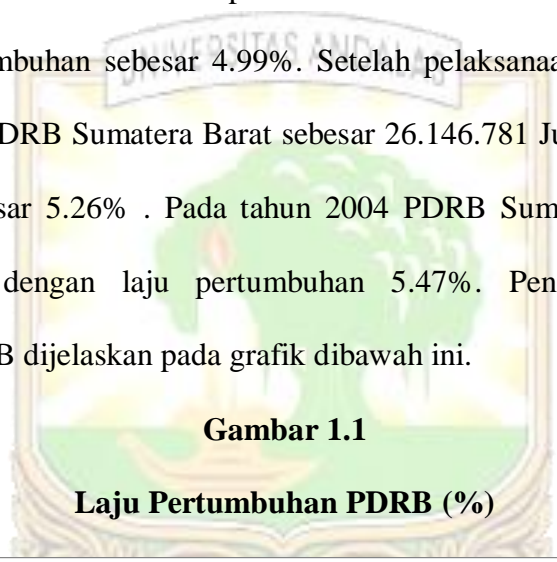 UNIVERSITAS ANDALAS
mbuhan sebesar 4.99%. Setelah pelaksanaa
DRB Sumatera Barat sebesar 26.146.781 Ju
sar 5.26% . Pada tahun 2004 PDRB Sum
dengan laju pertumbuhan 5.47%. Pen
B dijelaskan pada grafik dibawah ini.
Gambar 1.1
Laju Pertumbuhan PDRB (%)